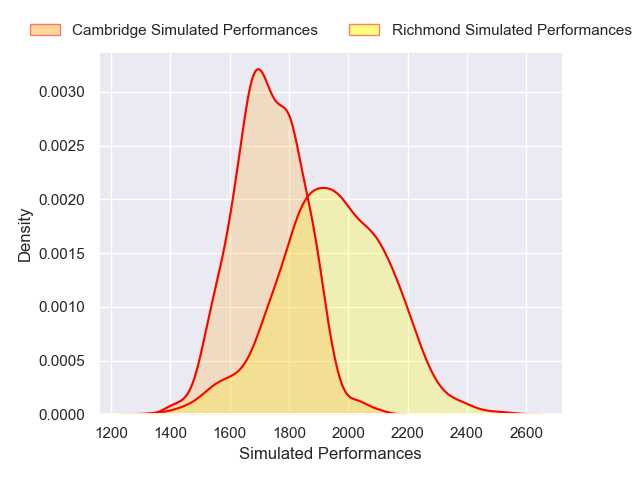 Cambridge Simulated Performances Richmond Simulated Performances
0.0030
0.0025
0.0020
0.0015
0.0010
0.0005
0.0000
Density
1200 1400 1600 1800 2000 2200 2400 2600
Simulated Performances